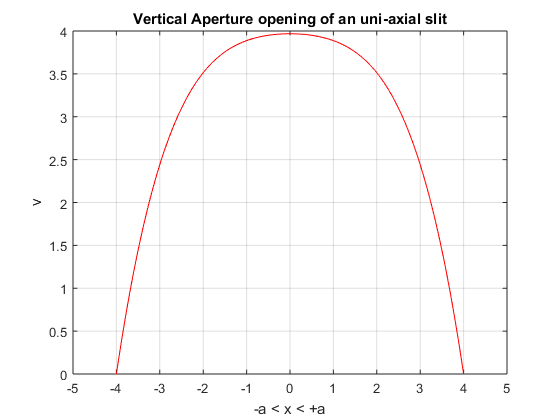 Vertical Aperture opening of an uni-axial slit
4
3.5
3
2.5
2
1.5
1
0.5
0
v
-5 -4 -3 -2 -1 0 1 2 3 4 5
-a < x < +a